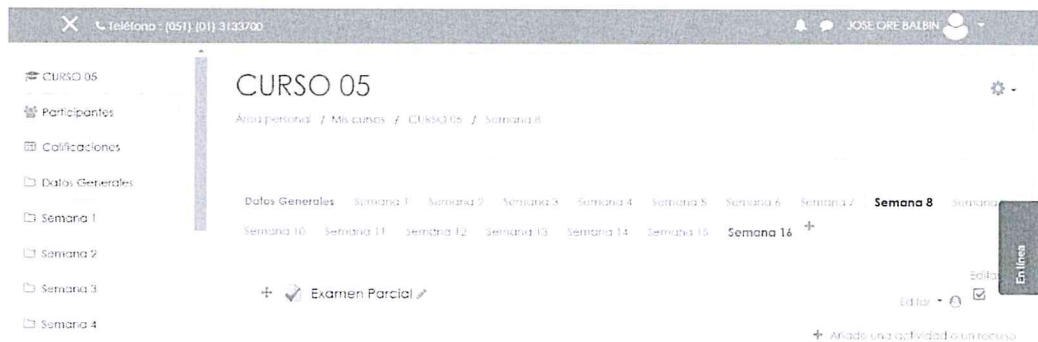 Teléfono : (051) (01) 3133700
JOSE ORE BALBIN
CURSO 05
Participantes
Calificaciones
Datos Generales
Semana 1
Semana 2
Semana 3
Semana 4
CURSO 05
Área personal / Mis cursos / CURSO 05 / Semana 8
Datos Generales Semana 1 Semana 2 Semana 3 Semana 4 Semana 5 Semana 6 Semana 7 Semana 8 Semana
Semana 10 Semana 11 Semana 12 Semana 13 Semana 14 Semana 15 Semana 16
Editar
Examen Parcial
Editar
Añade una actividad o un recurso
En línea